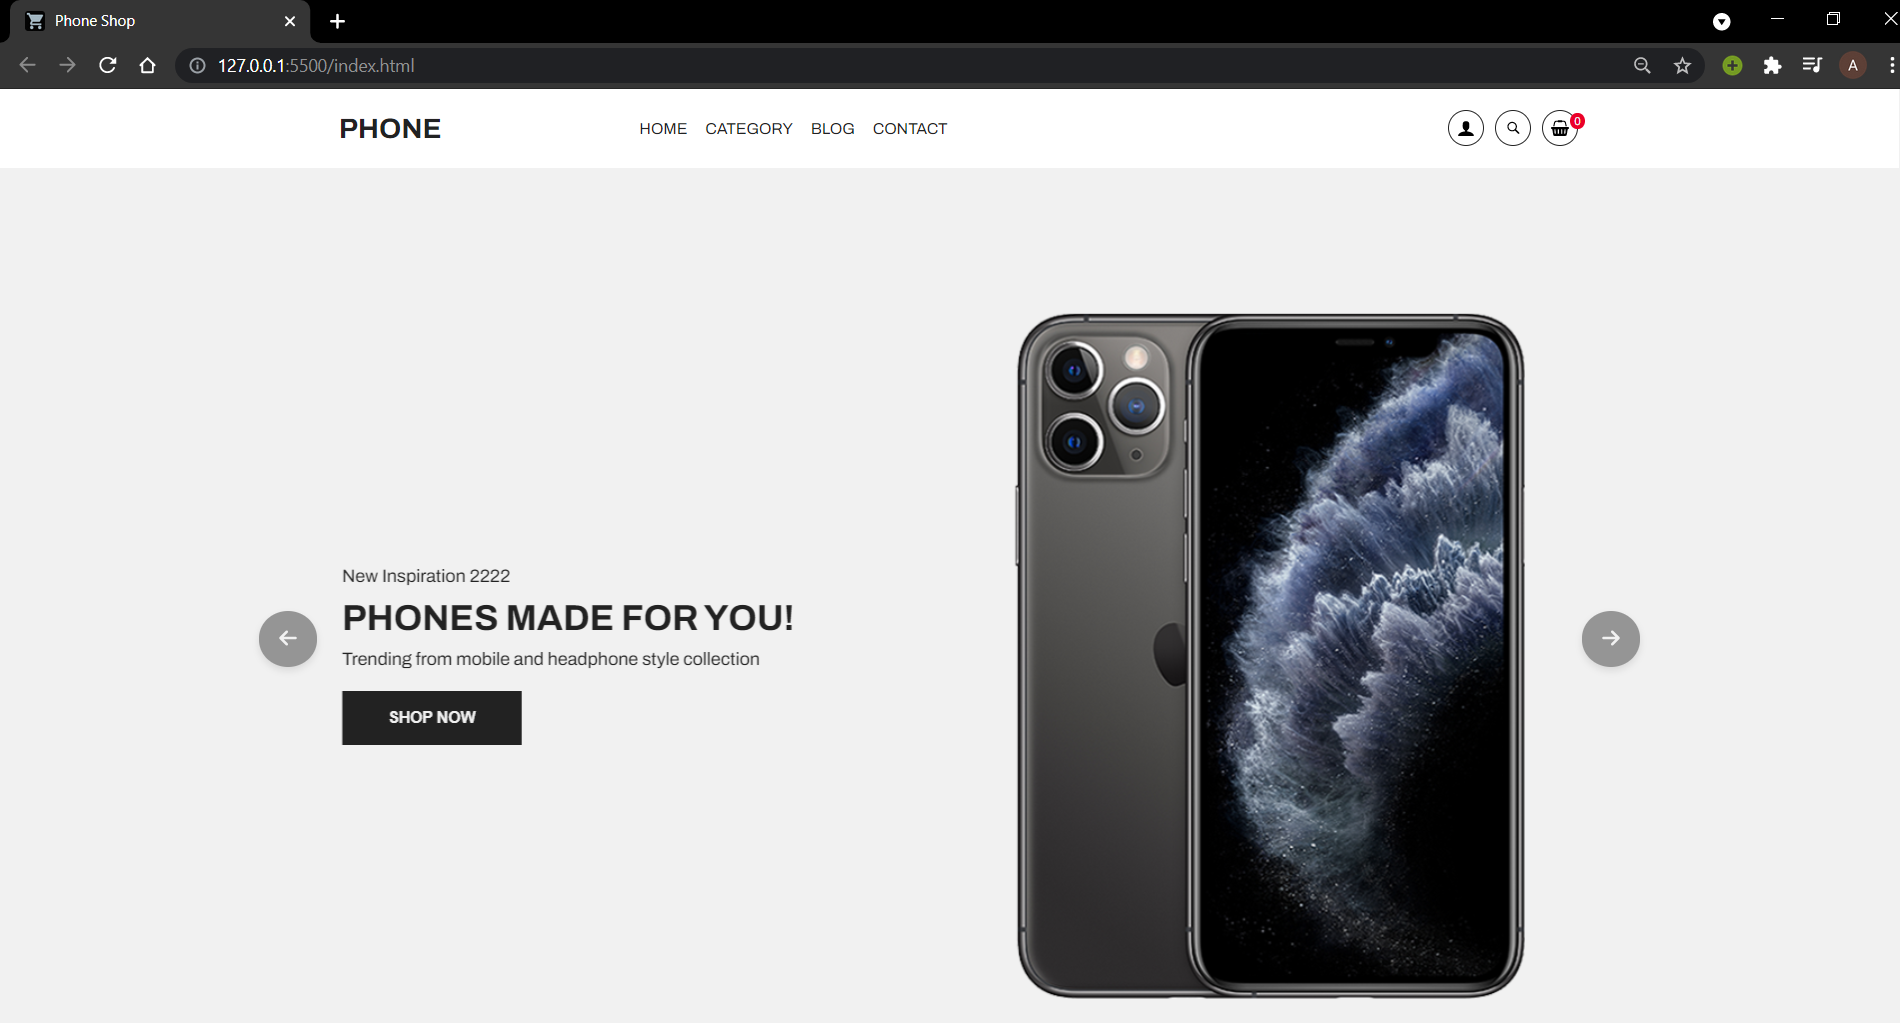 Phone Shop
127.0.0.1:5500/index.html
A
PHONE
HOME CATEGORY BLOG CONTACT
0
New Inspiration 2222
PHONES MADE FOR YOU!
Trending from mobile and headphone style collection
SHOP NOW